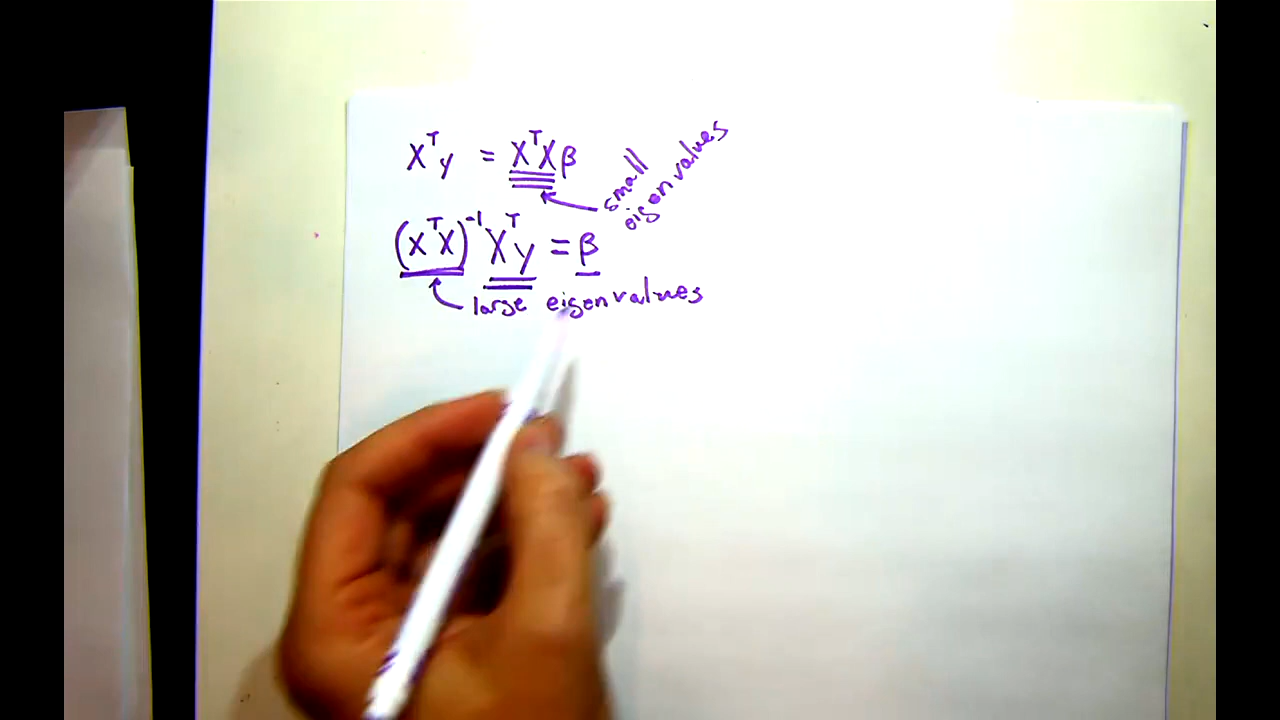 Xᵀy = XᵀXβ
small
eigenvalues
(XᵀX)⁻¹Xᵀy = β
large eigenvalues